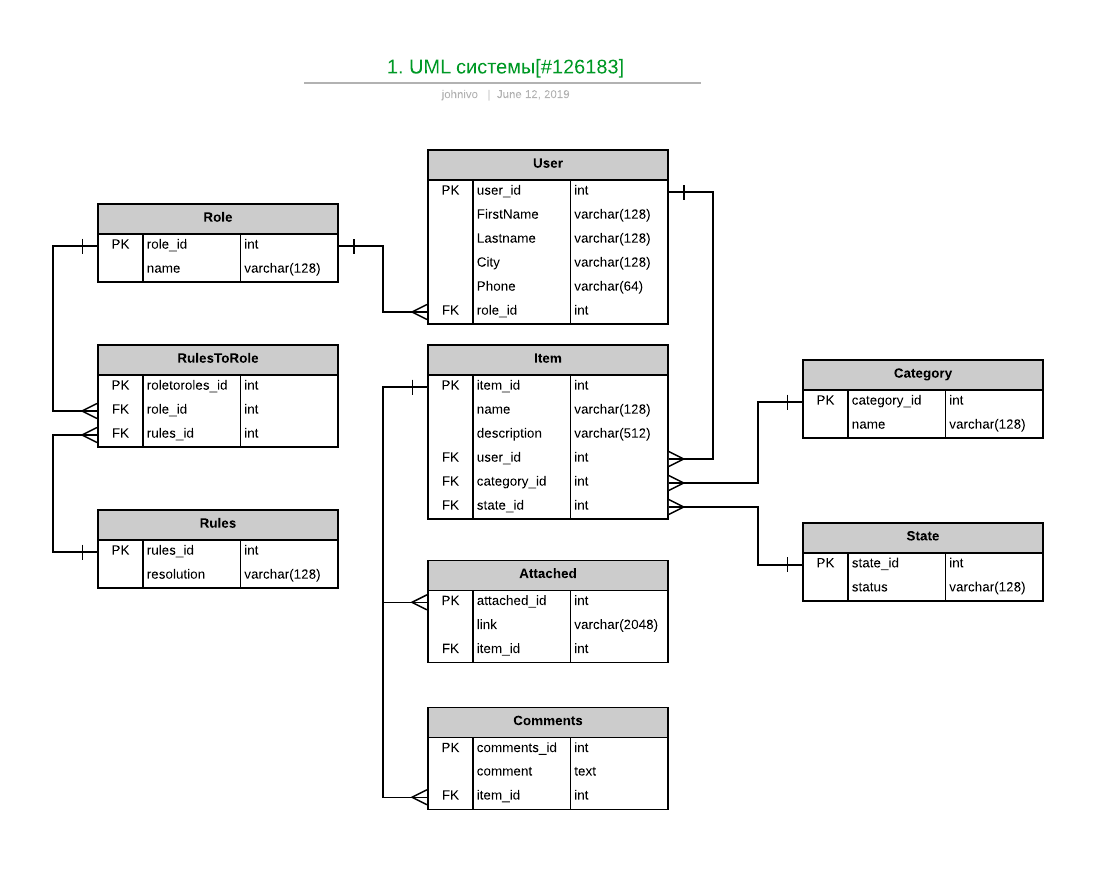 1. UML системы[#126183]
johnivo | June 12, 2019
User
PK user_id int
FirstName varchar(128)
Lastname varchar(128)
City varchar(128)
Phone varchar(64)
FK role_id int
Role
PK role_id int
name varchar(128)
RulesToRole
PK roletoroles_id int
FK role_id int
FK rules_id int
Item
PK item_id int
name varchar(128)
description varchar(512)
FK user_id int
FK category_id int
FK state_id int
Category
PK category_id int
name varchar(128)
Rules
PK rules_id int
resolution varchar(128)
State
PK state_id int
status varchar(128)
Attached
PK attached_id int
link varchar(2048)
FK item_id int
Comments
PK comments_id int
comment text
FK item_id int